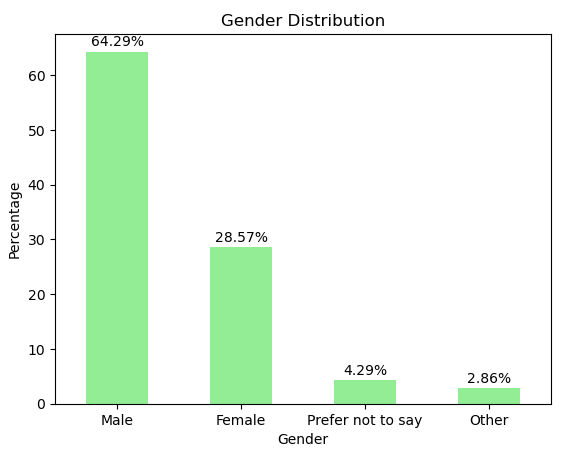 Gender Distribution
64.29%
28.57%
4.29%
2.86%
Percentage
60
50
40
30
20
10
0
Male Female Prefer not to say Other
Gender